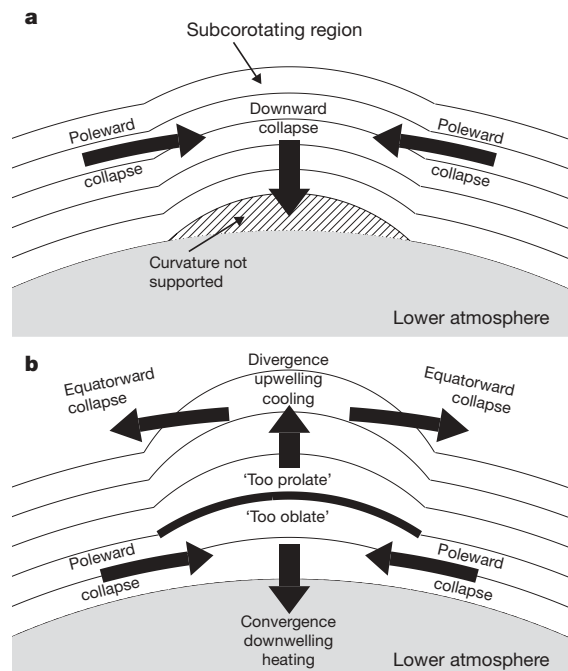 a
Subcorotating region
Downward
collapse
Poleward
collapse
Poleward
collapse
Curvature not
supported
Lower atmosphere
b
Divergence
upwelling
cooling
Equatorward
collapse
Equatorward
collapse
'Too prolate'
'Too oblate'
Poleward
collapse
Poleward
collapse
Convergence
downwelling
heating
Lower atmosphere